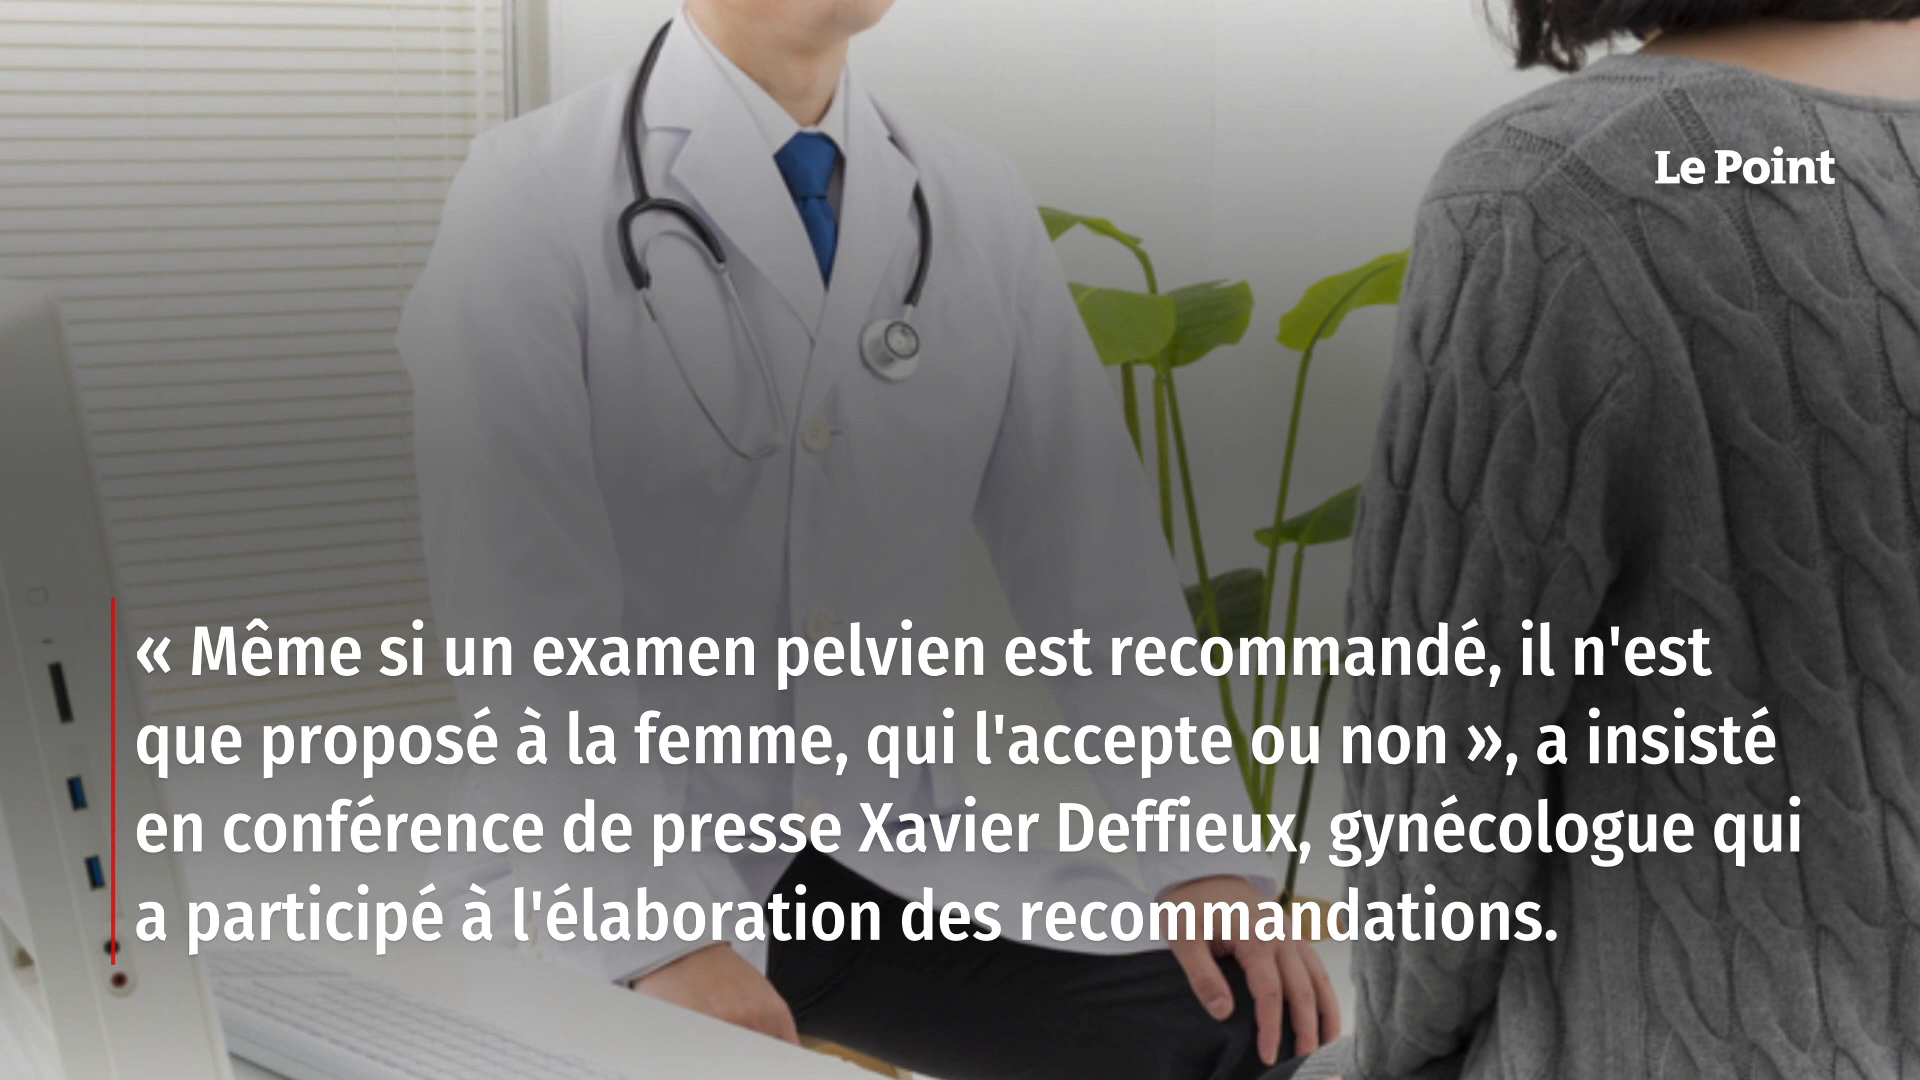 Le Point
« Même si un examen pelvien est recommandé, il n'est
que proposé à la femme, qui l'accepte ou non », a insisté
en conférence de presse Xavier Deffieux, gynécologue qui
a participé à l'élaboration des recommandations.